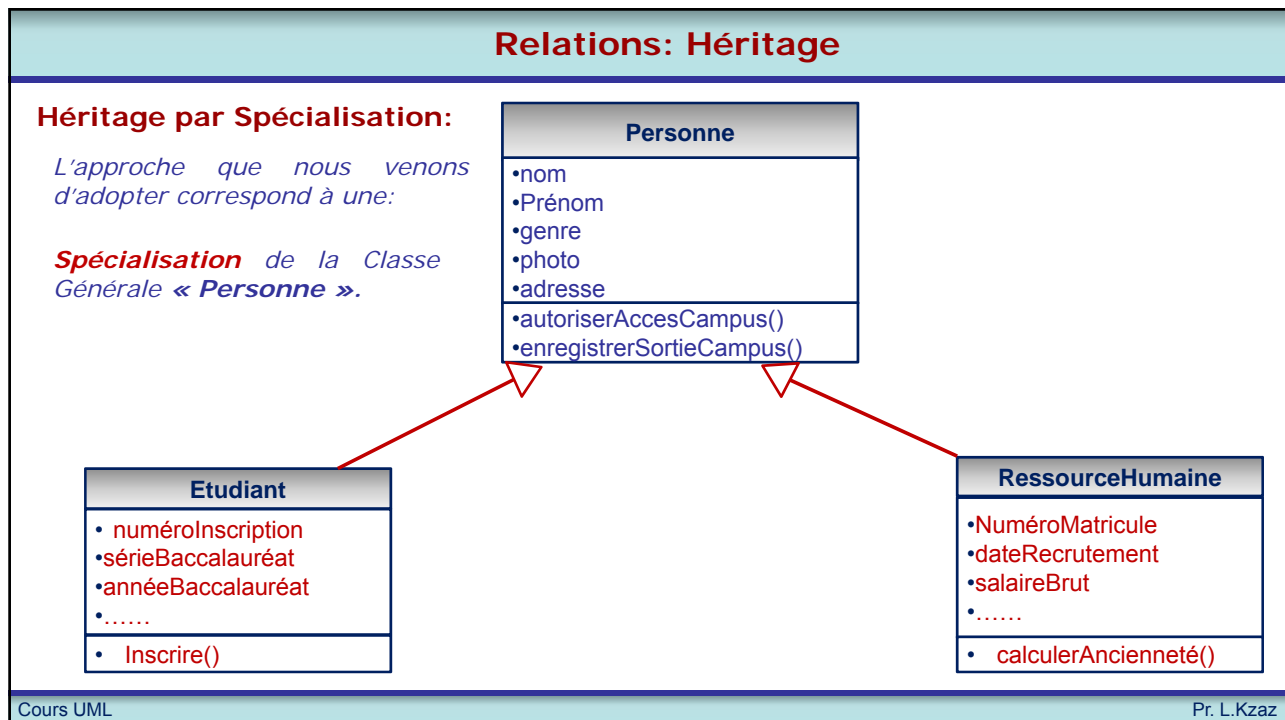 Relations: Héritage
Héritage par Spécialisation:
L'approche que nous venons
d'adopter correspond à une:
Spécialisation de la Classe
Générale « Personne ».
Personne
•nom
•Prénom
•genre
•photo
•adresse
•autoriserAccesCampus()
•enregistrerSortieCampus()
Etudiant
• numéroInscription
•sérieBaccalauréat
•annéeBaccalauréat
•……
• Inscrire()
RessourceHumaine
•NuméroMatricule
•dateRecrutement
•salaireBrut
•……
• calculerAncienneté()
Cours UML
Pr. L.Kzaz